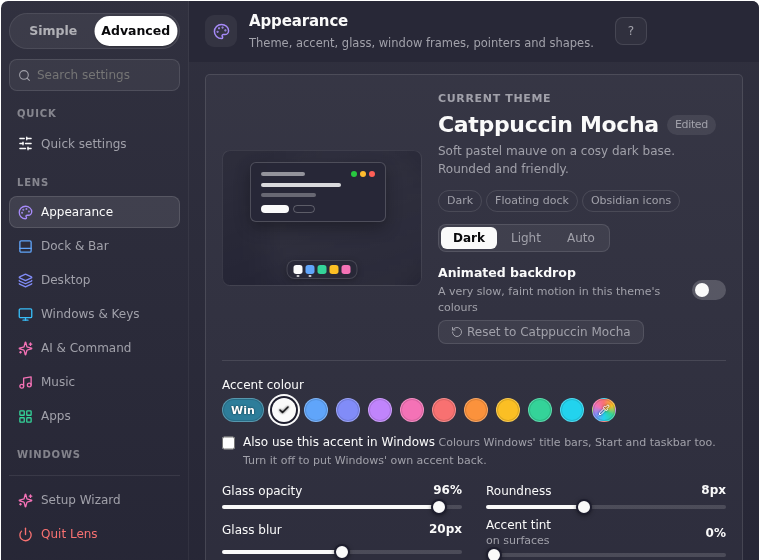 Simple
Advanced
Search settings
QUICK
Quick settings
LENS
Appearance
Dock & Bar
Desktop
Windows & Keys
AI & Command
Music
Apps
WINDOWS
Setup Wizard
Quit Lens
Appearance
Theme, accent, glass, window frames, pointers and shapes.
?
CURRENT THEME
Catppuccin Mocha
Edited
Soft pastel mauve on a cosy dark base.
Rounded and friendly.
Dark
Floating dock
Obsidian icons
Dark
Light
Auto
Animated backdrop
A very slow, faint motion in this theme's
colours
Reset to Catppuccin Mocha
Accent colour
Win
Also use this accent in Windows Colours Windows' title bars, Start and taskbar too.
Turn it off to put Windows' own accent back.
Glass opacity 96%
Roundness 8px
Glass blur 20px
Accent tint 0%
on surfaces